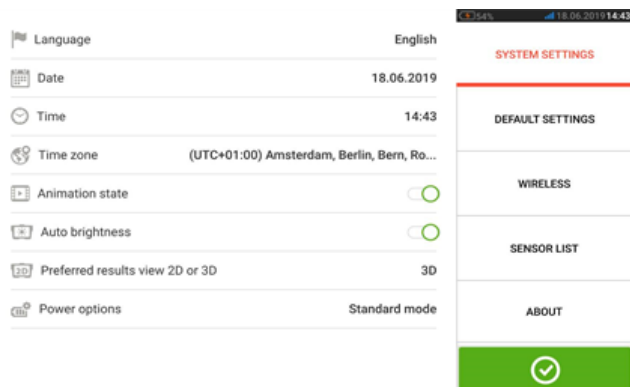 Language English
Date 18.06.2019
Time 14:43
Time zone (UTC+01:00) Amsterdam, Berlin, Bern, Ro...
Animation state
Auto brightness
2D Preferred results view 2D or 3D 3D
Power options Standard mode
54% 18.06.2019 14:43
SYSTEM SETTINGS
DEFAULT SETTINGS
WIRELESS
SENSOR LIST
ABOUT